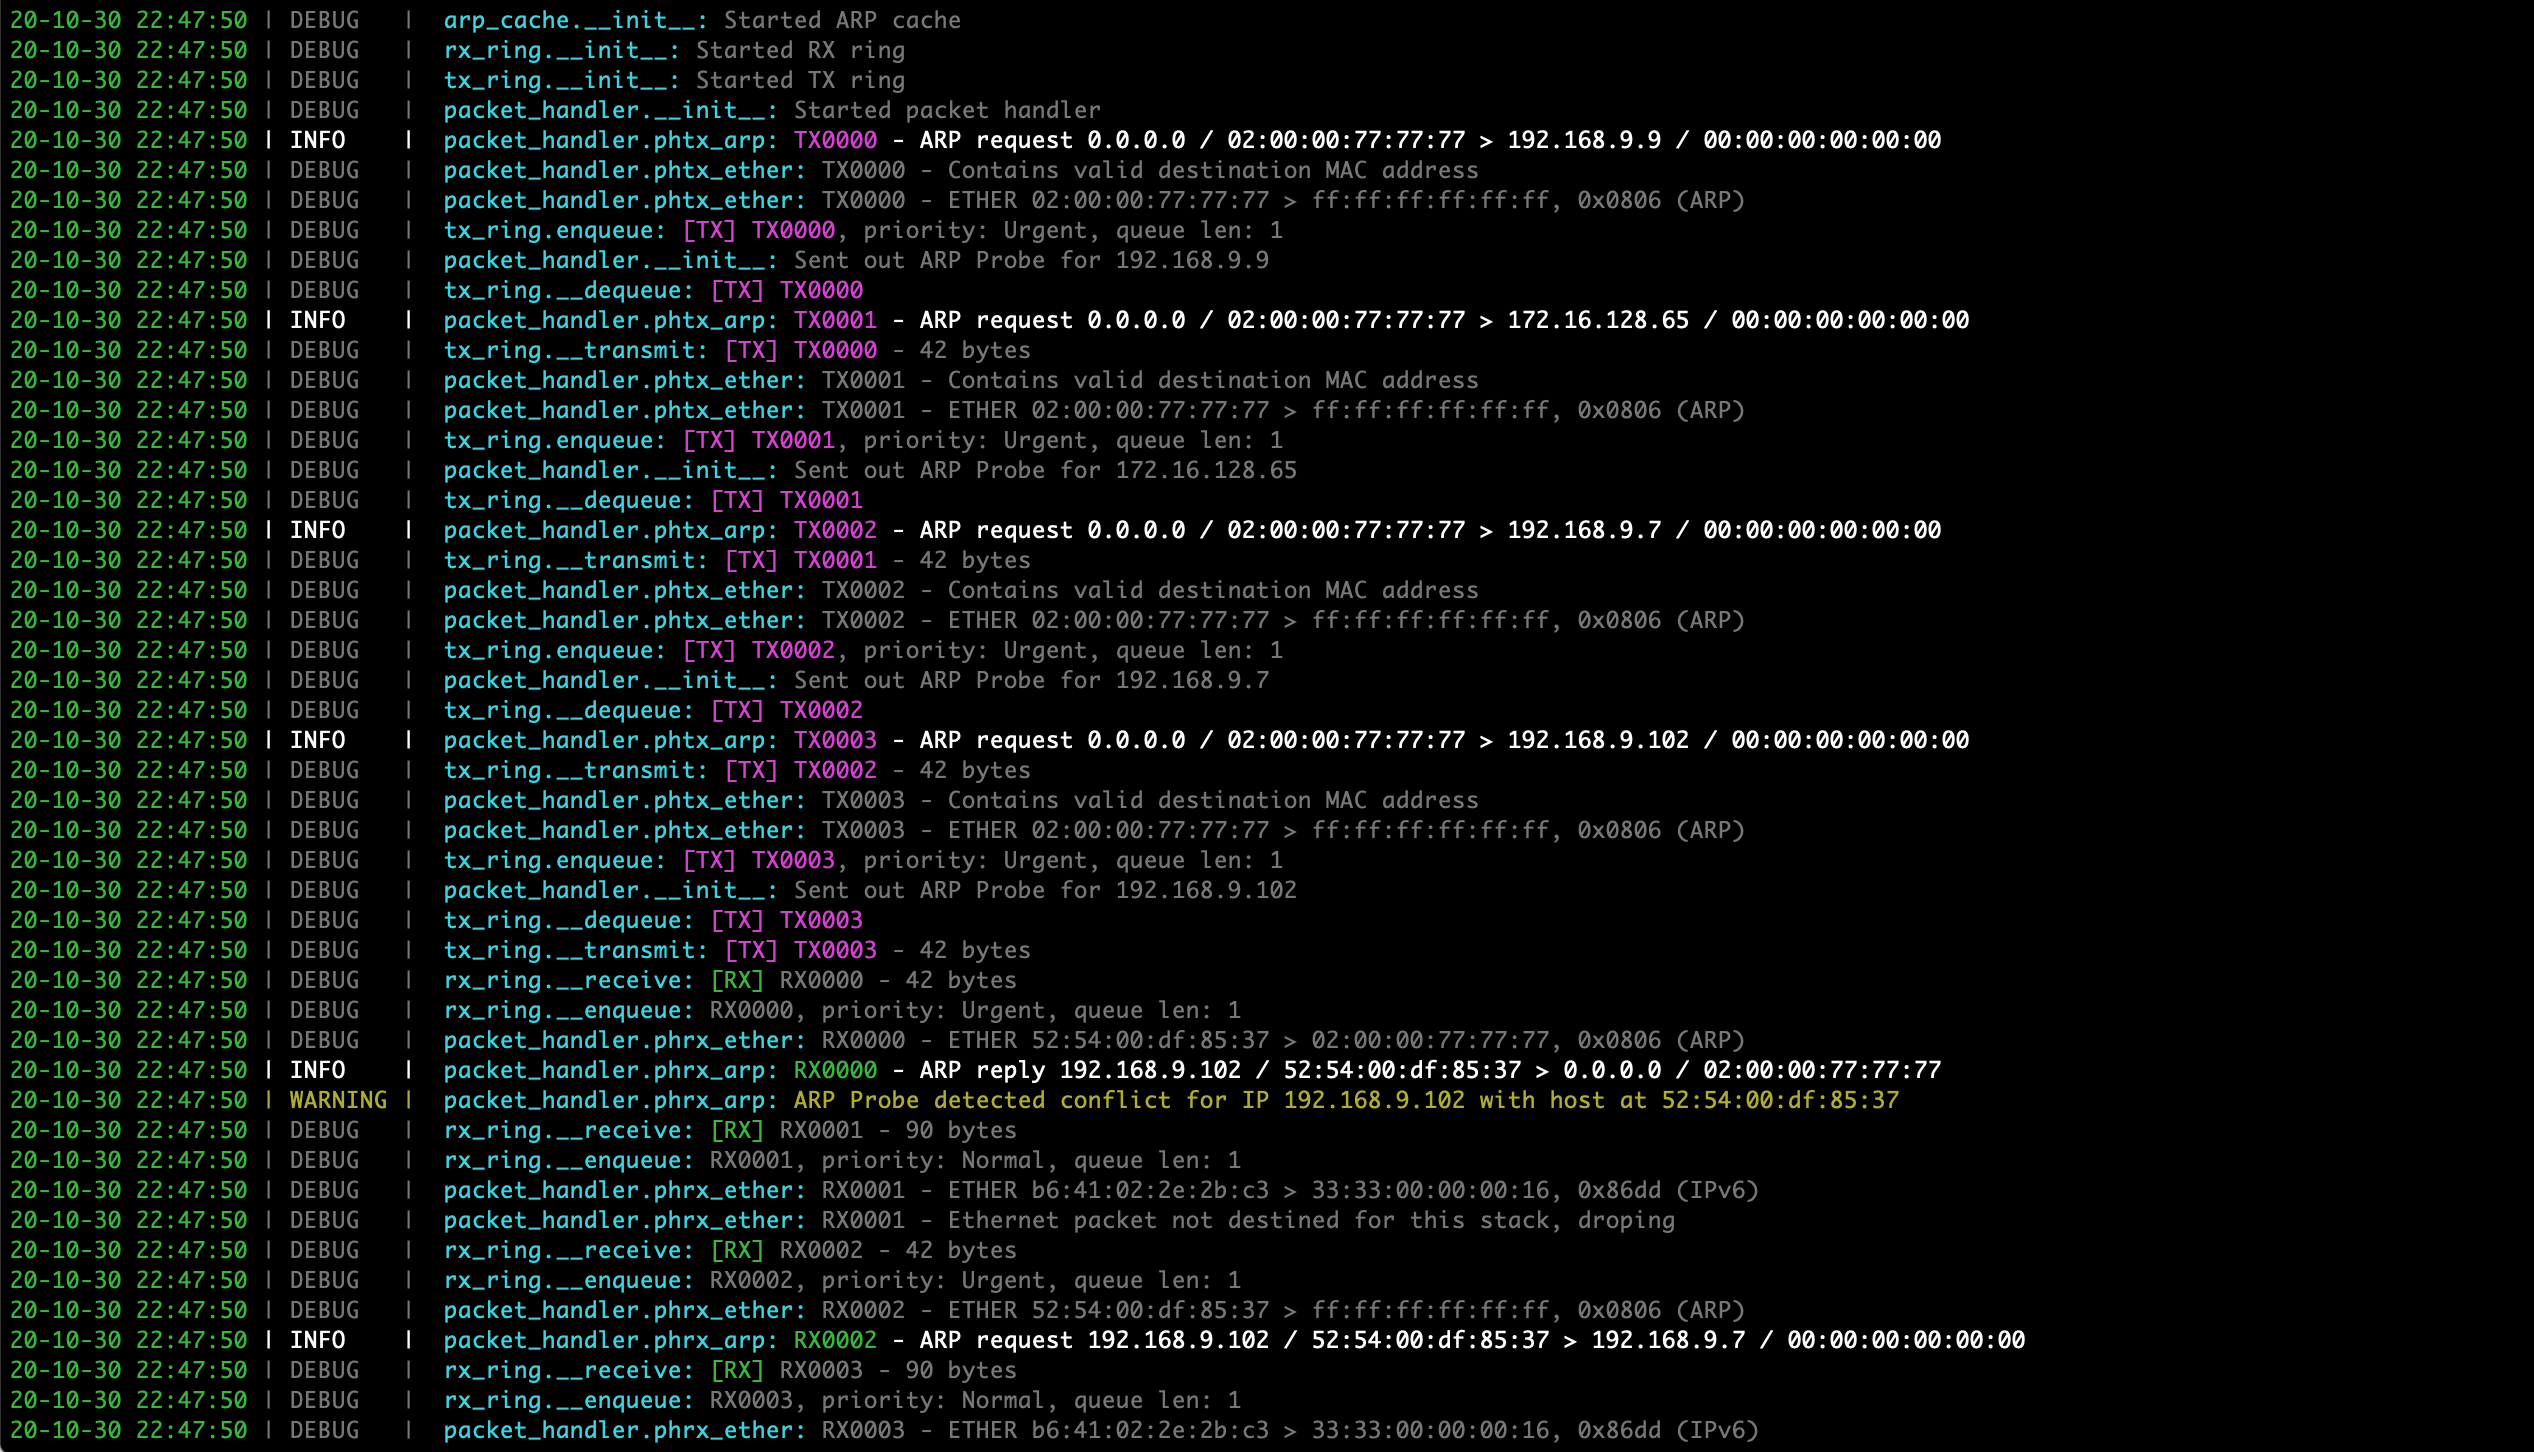 20-10-30 22:47:50 | DEBUG   |  arp_cache.__init__: Started ARP cache
20-10-30 22:47:50 | DEBUG   |  rx_ring.__init__: Started RX ring
20-10-30 22:47:50 | DEBUG   |  tx_ring.__init__: Started TX ring
20-10-30 22:47:50 | DEBUG   |  packet_handler.__init__: Started packet handler
20-10-30 22:47:50 | INFO    |  packet_handler.phtx_arp: TX0000 - ARP request 0.0.0.0 / 02:00:00:77:77:77 > 192.168.9.9 / 00:00:00:00:00:00
20-10-30 22:47:50 | DEBUG   |  packet_handler.phtx_ether: TX0000 - Contains valid destination MAC address
20-10-30 22:47:50 | DEBUG   |  packet_handler.phtx_ether: TX0000 - ETHER 02:00:00:77:77:77 > ff:ff:ff:ff:ff:ff, 0x0806 (ARP)
20-10-30 22:47:50 | DEBUG   |  tx_ring.enqueue: [TX] TX0000, priority: Urgent, queue len: 1
20-10-30 22:47:50 | DEBUG   |  packet_handler.__init__: Sent out ARP Probe for 192.168.9.9
20-10-30 22:47:50 | DEBUG   |  tx_ring.__dequeue: [TX] TX0000
20-10-30 22:47:50 | INFO    |  packet_handler.phtx_arp: TX0001 - ARP request 0.0.0.0 / 02:00:00:77:77:77 > 172.16.128.65 / 00:00:00:00:00:00
20-10-30 22:47:50 | DEBUG   |  tx_ring.__transmit: [TX] TX0000 - 42 bytes
20-10-30 22:47:50 | DEBUG   |  packet_handler.phtx_ether: TX0001 - Contains valid destination MAC address
20-10-30 22:47:50 | DEBUG   |  packet_handler.phtx_ether: TX0001 - ETHER 02:00:00:77:77:77 > ff:ff:ff:ff:ff:ff, 0x0806 (ARP)
20-10-30 22:47:50 | DEBUG   |  tx_ring.enqueue: [TX] TX0001, priority: Urgent, queue len: 1
20-10-30 22:47:50 | DEBUG   |  packet_handler.__init__: Sent out ARP Probe for 172.16.128.65
20-10-30 22:47:50 | DEBUG   |  tx_ring.__dequeue: [TX] TX0001
20-10-30 22:47:50 | INFO    |  packet_handler.phtx_arp: TX0002 - ARP request 0.0.0.0 / 02:00:00:77:77:77 > 192.168.9.7 / 00:00:00:00:00:00
20-10-30 22:47:50 | DEBUG   |  tx_ring.__transmit: [TX] TX0001 - 42 bytes
20-10-30 22:47:50 | DEBUG   |  packet_handler.phtx_ether: TX0002 - Contains valid destination MAC address
20-10-30 22:47:50 | DEBUG   |  packet_handler.phtx_ether: TX0002 - ETHER 02:00:00:77:77:77 > ff:ff:ff:ff:ff:ff, 0x0806 (ARP)
20-10-30 22:47:50 | DEBUG   |  tx_ring.enqueue: [TX] TX0002, priority: Urgent, queue len: 1
20-10-30 22:47:50 | DEBUG   |  packet_handler.__init__: Sent out ARP Probe for 192.168.9.7
20-10-30 22:47:50 | DEBUG   |  tx_ring.__dequeue: [TX] TX0002
20-10-30 22:47:50 | INFO    |  packet_handler.phtx_arp: TX0003 - ARP request 0.0.0.0 / 02:00:00:77:77:77 > 192.168.9.102 / 00:00:00:00:00:00
20-10-30 22:47:50 | DEBUG   |  tx_ring.__transmit: [TX] TX0002 - 42 bytes
20-10-30 22:47:50 | DEBUG   |  packet_handler.phtx_ether: TX0003 - Contains valid destination MAC address
20-10-30 22:47:50 | DEBUG   |  packet_handler.phtx_ether: TX0003 - ETHER 02:00:00:77:77:77 > ff:ff:ff:ff:ff:ff, 0x0806 (ARP)
20-10-30 22:47:50 | DEBUG   |  tx_ring.enqueue: [TX] TX0003, priority: Urgent, queue len: 1
20-10-30 22:47:50 | DEBUG   |  packet_handler.__init__: Sent out ARP Probe for 192.168.9.102
20-10-30 22:47:50 | DEBUG   |  tx_ring.__dequeue: [TX] TX0003
20-10-30 22:47:50 | DEBUG   |  tx_ring.__transmit: [TX] TX0003 - 42 bytes
20-10-30 22:47:50 | DEBUG   |  rx_ring.__receive: [RX] RX0000 - 42 bytes
20-10-30 22:47:50 | DEBUG   |  rx_ring.__enqueue: RX0000, priority: Urgent, queue len: 1
20-10-30 22:47:50 | DEBUG   |  packet_handler.phrx_ether: RX0000 - ETHER 52:54:00:df:85:37 > 02:00:00:77:77:77, 0x0806 (ARP)
20-10-30 22:47:50 | INFO    |  packet_handler.phrx_arp: RX0000 - ARP reply 192.168.9.102 / 52:54:00:df:85:37 > 0.0.0.0 / 02:00:00:77:77:77
20-10-30 22:47:50 | WARNING |  packet_handler.phrx_arp: ARP Probe detected conflict for IP 192.168.9.102 with host at 52:54:00:df:85:37
20-10-30 22:47:50 | DEBUG   |  rx_ring.__receive: [RX] RX0001 - 90 bytes
20-10-30 22:47:50 | DEBUG   |  rx_ring.__enqueue: RX0001, priority: Normal, queue len: 1
20-10-30 22:47:50 | DEBUG   |  packet_handler.phrx_ether: RX0001 - ETHER b6:41:02:2e:2b:c3 > 33:33:00:00:00:16, 0x86dd (IPv6)
20-10-30 22:47:50 | DEBUG   |  packet_handler.phrx_ether: RX0001 - Ethernet packet not destined for this stack, droping
20-10-30 22:47:50 | DEBUG   |  rx_ring.__receive: [RX] RX0002 - 42 bytes
20-10-30 22:47:50 | DEBUG   |  rx_ring.__enqueue: RX0002, priority: Urgent, queue len: 1
20-10-30 22:47:50 | DEBUG   |  packet_handler.phrx_ether: RX0002 - ETHER 52:54:00:df:85:37 > ff:ff:ff:ff:ff:ff, 0x0806 (ARP)
20-10-30 22:47:50 | INFO    |  packet_handler.phrx_arp: RX0002 - ARP request 192.168.9.102 / 52:54:00:df:85:37 > 192.168.9.7 / 00:00:00:00:00:00
20-10-30 22:47:50 | DEBUG   |  rx_ring.__receive: [RX] RX0003 - 90 bytes
20-10-30 22:47:50 | DEBUG   |  rx_ring.__enqueue: RX0003, priority: Normal, queue len: 1
20-10-30 22:47:50 | DEBUG   |  packet_handler.phrx_ether: RX0003 - ETHER b6:41:02:2e:2b:c3 > 33:33:00:00:00:16, 0x86dd (IPv6)